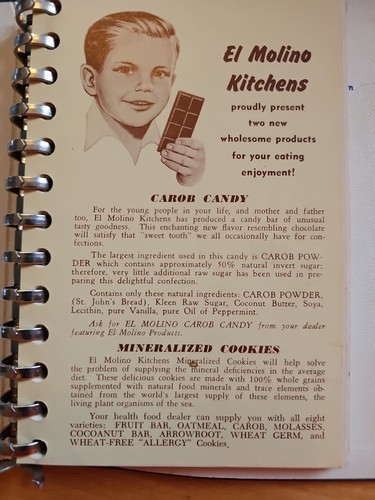 El Molino
Kitchens
proudly present
two new
wholesome products
for your eating
enjoyment!
CAROB CANDY
For the young people in your life, and mother and father
too, El Molino Kitchens has produced a candy bar of unusual
tasty goodness. This enchanting new flavor resembling chocolate
will satisfy that "sweet tooth" we all occasionally have for con-
fections.
The largest ingredient used in this candy is CAROB POW-
DER which contains approximately 50% natural invert sugar;
therefore, very little additional raw sugar has been used in pre-
paring this delightful confection.
Contains only these natural ingredients: CAROB POWDER,
(St. John's Bread), Kleen Raw Sugar, Coconut Butter, Soya,
Lecithin, pure Vanilla, pure Oil of Peppermint.
Ask for EL MOLINO CAROB CANDY from your dealer
featuring El Molino Products.
MINERALIZED COOKIES
El Molino Kitchens Mineralized Cookies will help solve
the problem of supplying the mineral deficiencies in the average
diet. These delicious cookies are made with 100% whole grains
supplemented with natural food minerals and trace elements ob-
tained from the world's largest supply of these elements, the
living plant organisms of the sea.
Your health food dealer can supply you with all eight
varieties: FRUIT BAR, OATMEAL, CAROB, MOLASSES,
COCOANUT BAR, ARROWROOT, WHEAT GERM, and
WHEAT-FREE "ALLERGY" Cookies.